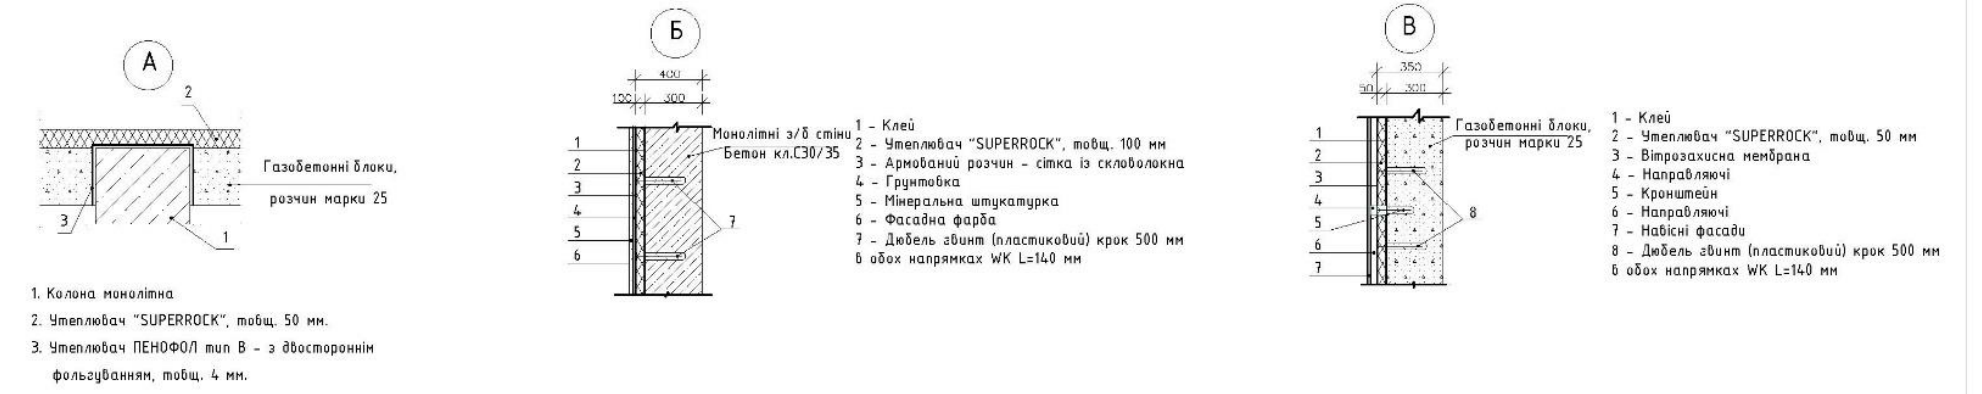 А
2
Газобетонні блоки,
розчин марки 25
3
1
1. Колона монолітна
2. Утеплювач "SUPERROCK", товщ. 50 мм.
3. Утеплювач ПЕНОФОЛ тип В - з двостороннім
фольгуванням, товщ. 4 мм.
Б
400
100 300
Монолітні з/б стіни
Бетон кл.С30/35
1
2
3
4
5
6
7
1 - Клей
2 - Утеплювач "SUPERROCK", товщ. 100 мм
3 - Армований розчин - сітка із скловолокна
4 - Грунтовка
5 - Мінеральна штукатурка
6 - Фасадна фарба
7 - Дюбель гвинт (пластиковий) крок 500 мм
в обох напрямках WK L=140 мм
В
350
50 300
Газобетонні блоки,
розчин марки 25
1
2
3
4
5
6
7
8
1 - Клей
2 - Утеплювач "SUPERROCK", товщ. 50 мм
3 - Вітрозахисна мембрана
4 - Направляючі
5 - Кронштейн
6 - Направляючі
7 - Навісні фасади
8 - Дюбель гвинт (пластиковий) крок 500 мм
в обох напрямках WK L=140 мм